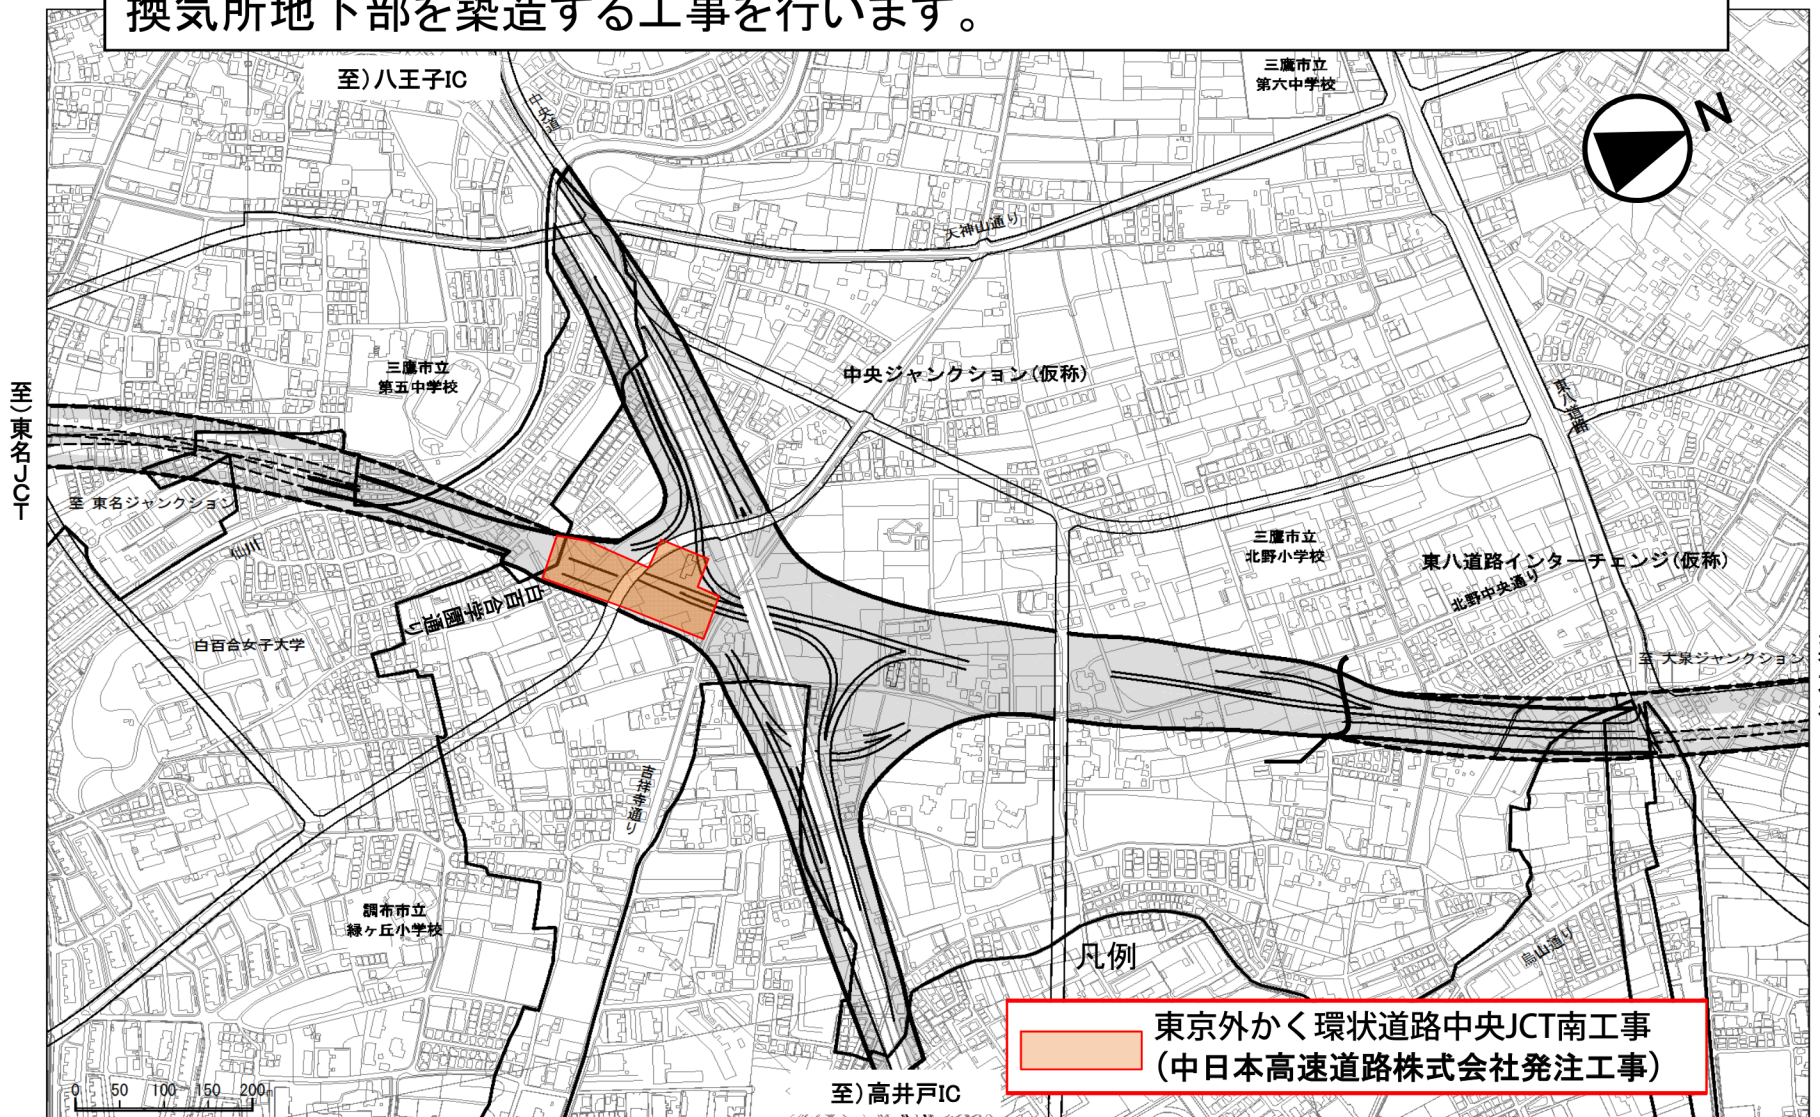 換気所地下部を築造する工事を行います。
至)八王子IC
中央道
三鷹市立
第六中学校
N
天神山通り
三鷹市立
第五中学校
中央ジャンクション(仮称)
東八道路
至)東名JCT
至 東名ジャンクション
仙川
三鷹市立
北野小学校
東八道路インターチェンジ(仮称)
北野中央通り
白百合学園通り
白百合女子大学
至 大泉ジャンクション
吉祥寺通り
調布市立
緑ヶ丘小学校
烏山通り
凡例
東京外かく環状道路中央JCT南工事
(中日本高速道路株式会社発注工事)
0 50 100 150 200m
至)高井戸IC